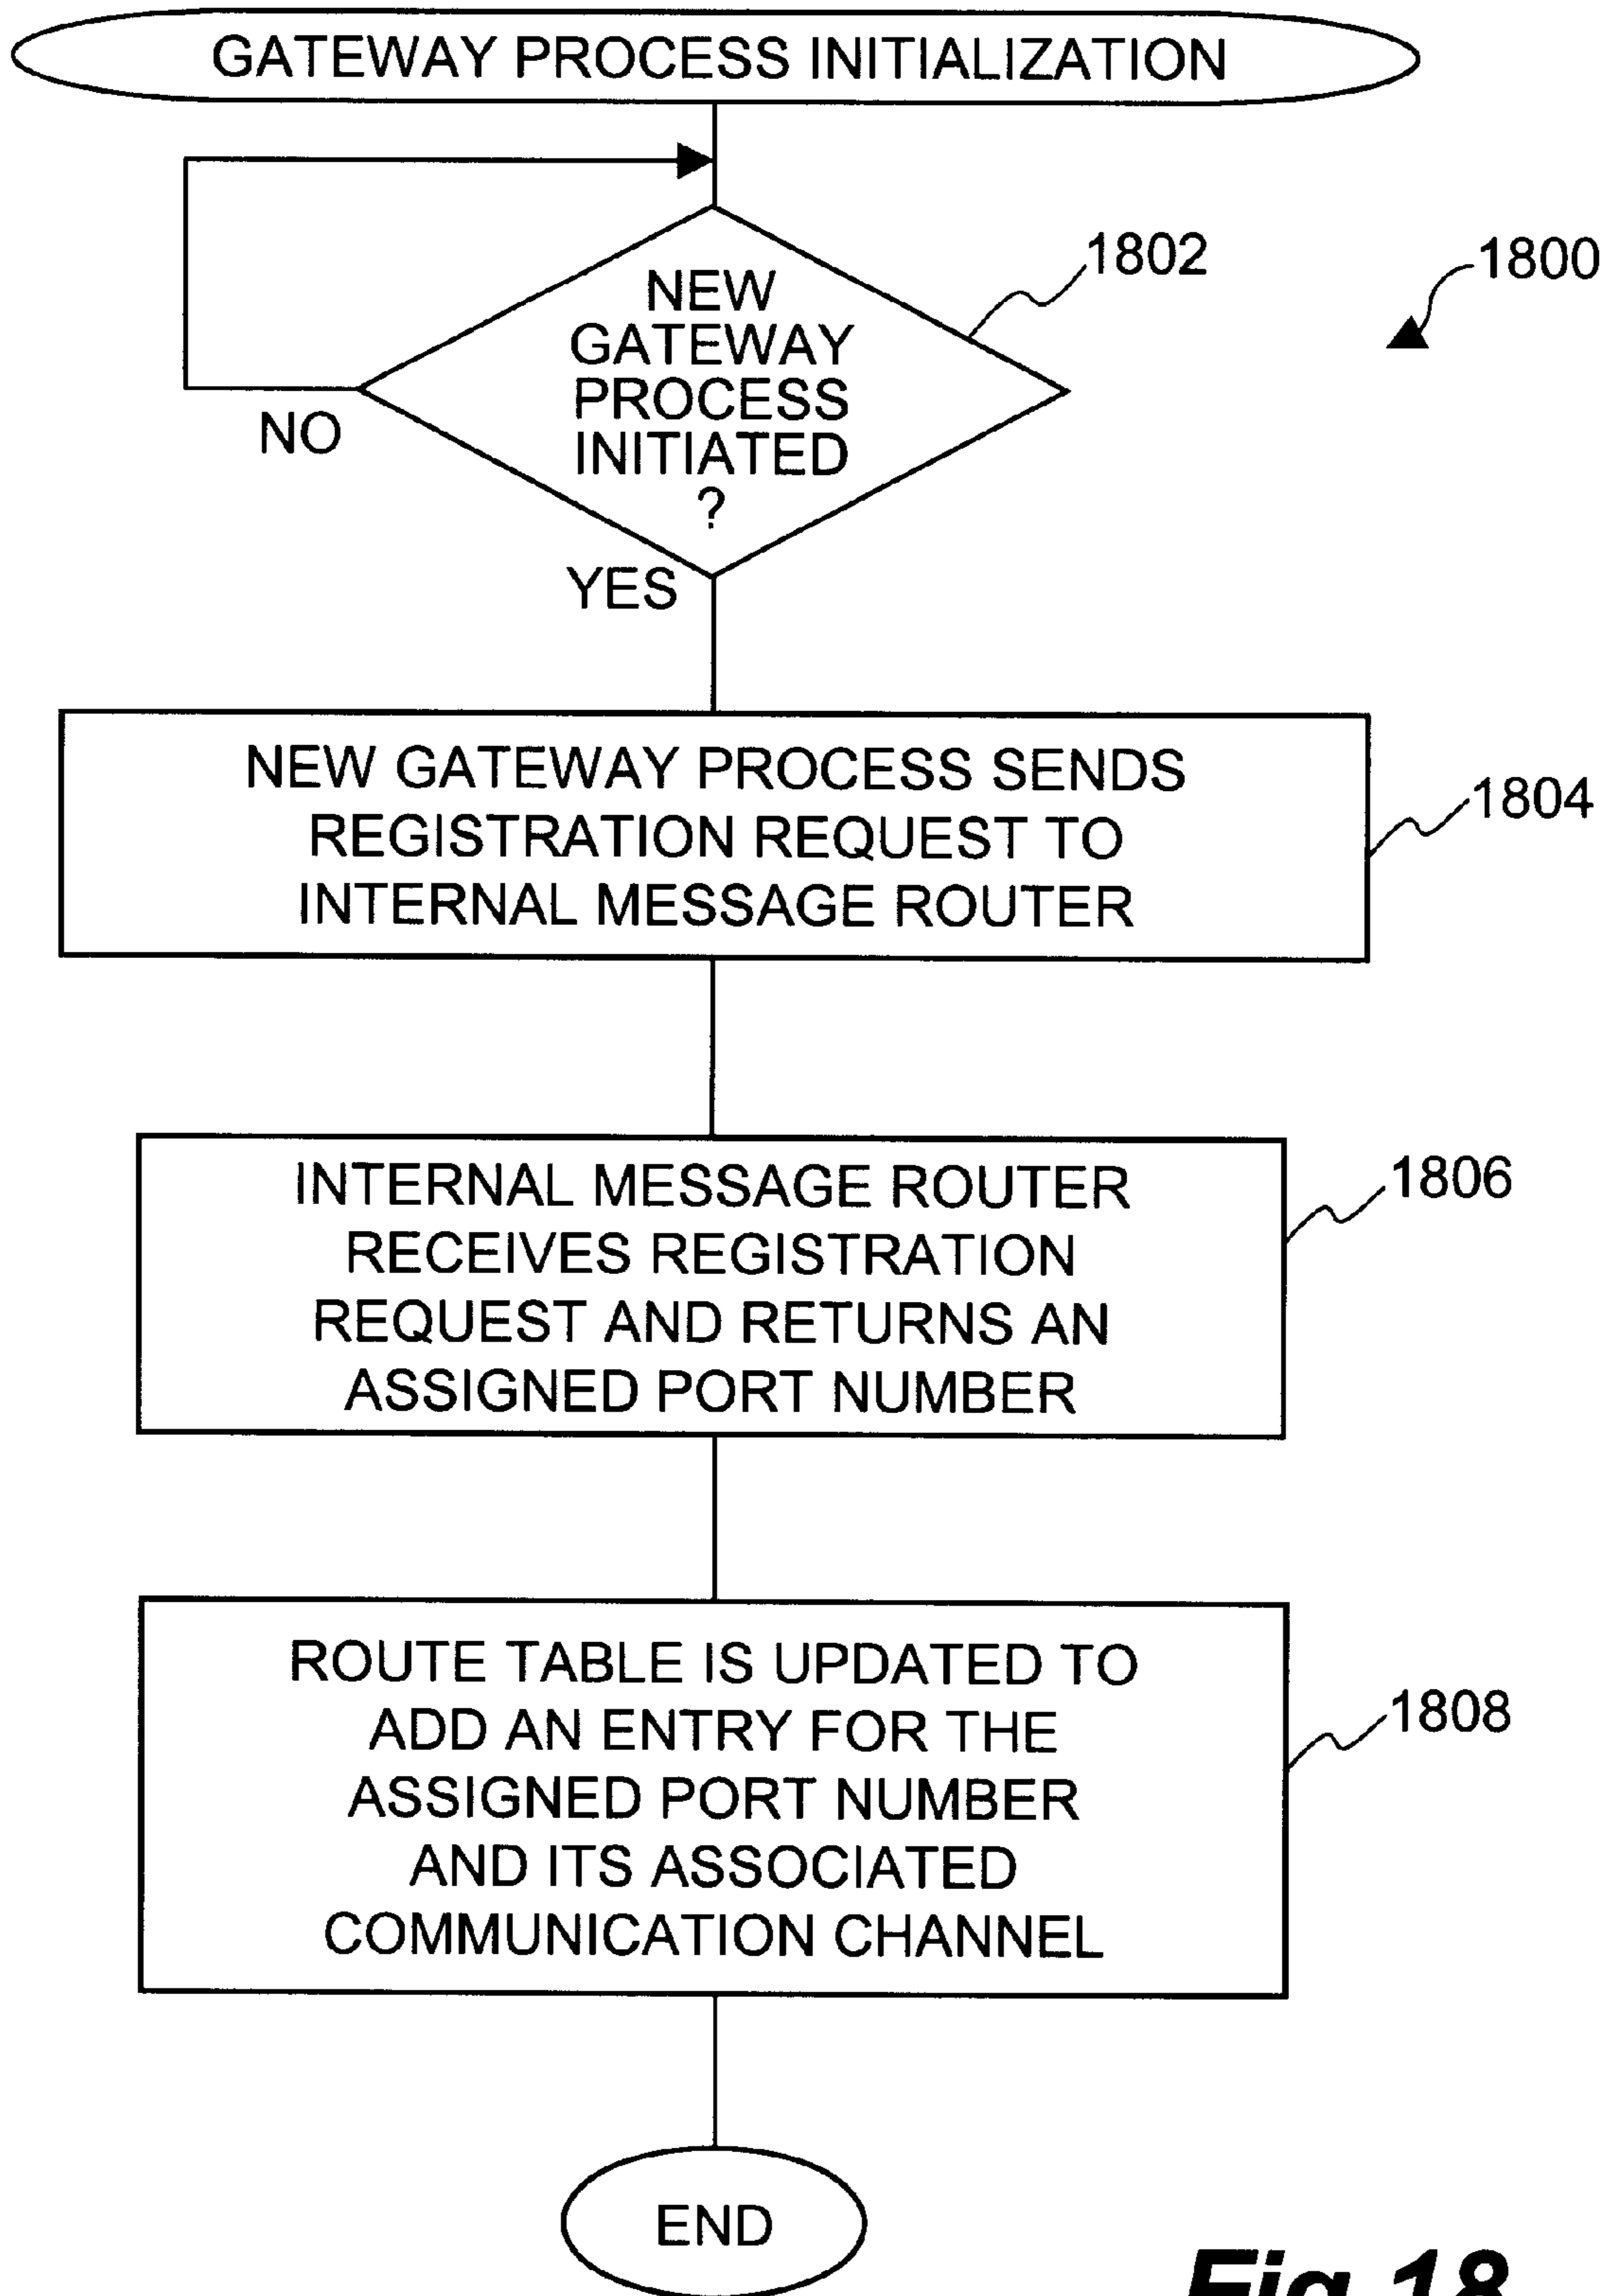 GATEWAY PROCESS INITIALIZATION
1802
1800
NEW
GATEWAY
PROCESS
INITIATED
?
NO
YES
NEW GATEWAY PROCESS SENDS
REGISTRATION REQUEST TO
INTERNAL MESSAGE ROUTER
1804
INTERNAL MESSAGE ROUTER
RECEIVES REGISTRATION
REQUEST AND RETURNS AN
ASSIGNED PORT NUMBER
1806
ROUTE TABLE IS UPDATED TO
ADD AN ENTRY FOR THE
ASSIGNED PORT NUMBER
AND ITS ASSOCIATED
COMMUNICATION CHANNEL
1808
END
Fig 18